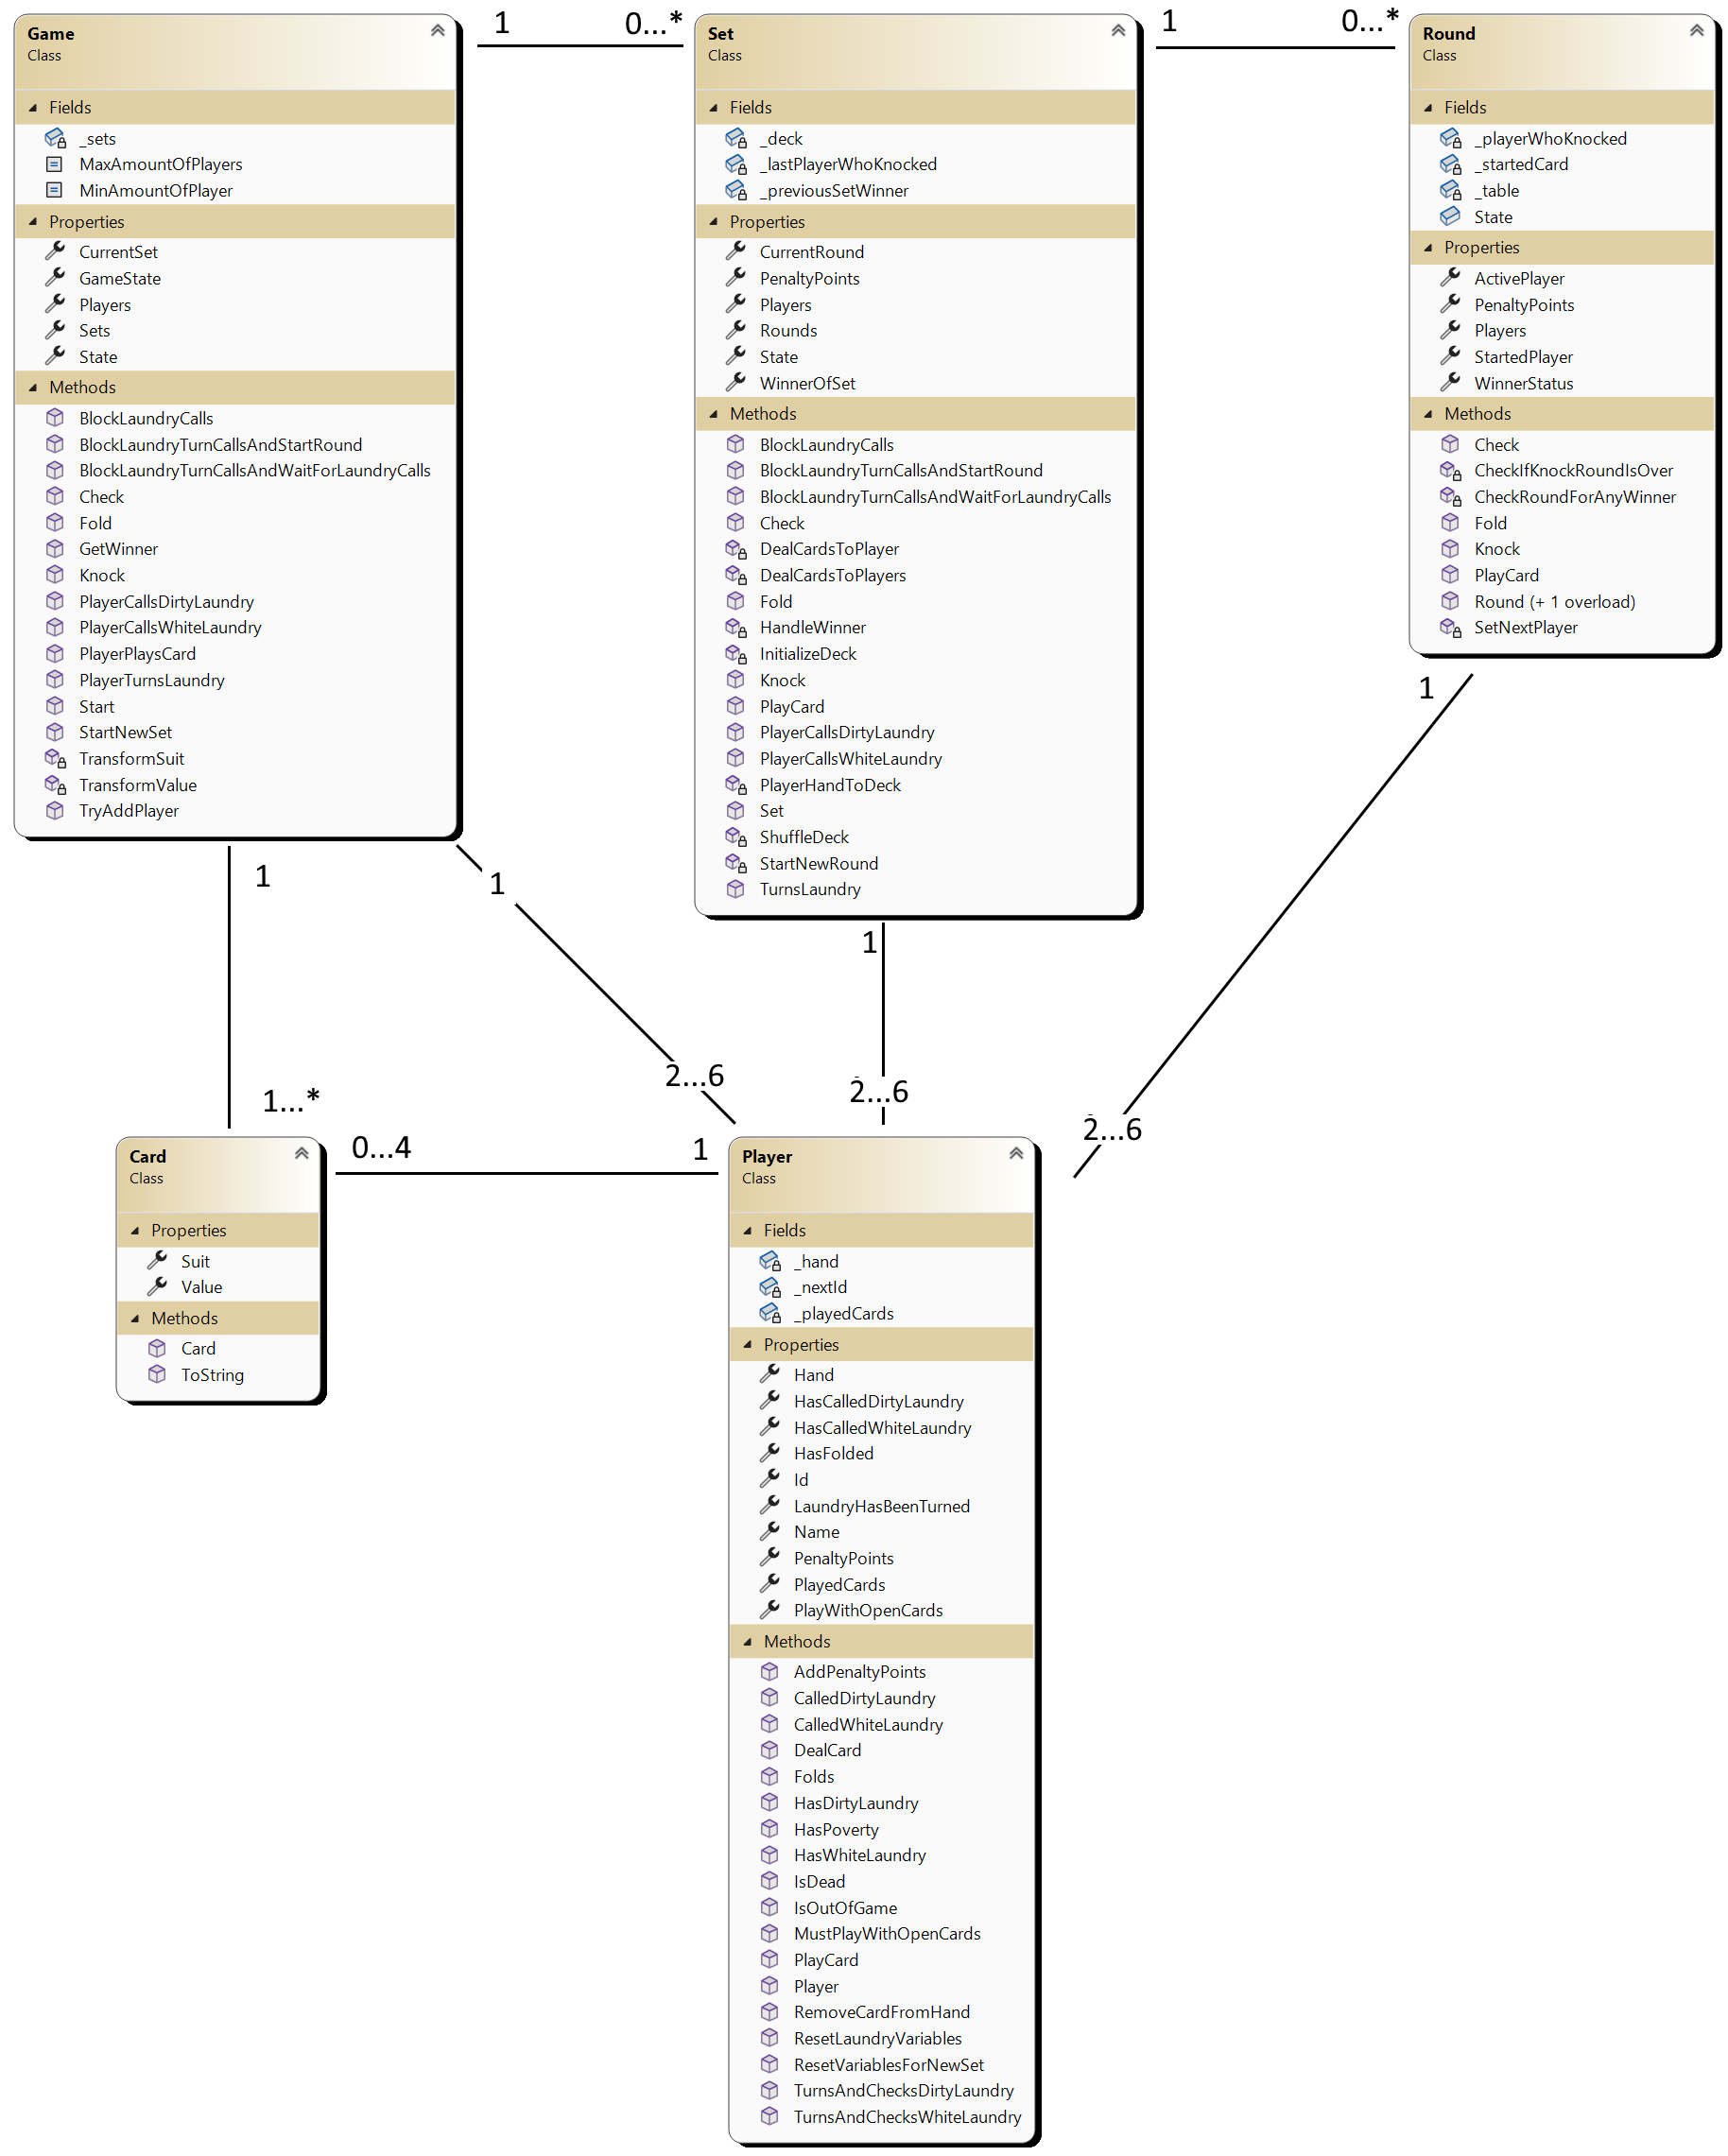 Game
Class
Fields
_sets
MaxAmountOfPlayers
MinAmountOfPlayer
Properties
CurrentSet
GameState
Players
Sets
State
Methods
BlockLaundryCalls
BlockLaundryTurnCallsAndStartRound
BlockLaundryTurnCallsAndWaitForLaundryCalls
Check
Fold
GetWinner
Knock
PlayerCallsDirtyLaundry
PlayerCallsWhiteLaundry
PlayerPlaysCard
PlayerTurnsLaundry
Start
StartNewSet
TransformSuit
TransformValue
TryAddPlayer
1
0...*
Set
Class
Fields
_deck
_lastPlayerWhoKnocked
_previousSetWinner
Properties
CurrentRound
PenaltyPoints
Players
Rounds
State
WinnerOfSet
Methods
BlockLaundryCalls
BlockLaundryTurnCallsAndStartRound
BlockLaundryTurnCallsAndWaitForLaundryCalls
Check
DealCardsToPlayer
DealCardsToPlayers
Fold
HandleWinner
InitializeDeck
Knock
PlayCard
PlayerCallsDirtyLaundry
PlayerCallsWhiteLaundry
PlayerHandToDeck
Set
ShuffleDeck
StartNewRound
TurnsLaundry
1
0...*
Round
Class
Fields
_playerWhoKnocked
_startedCard
_table
State
Properties
ActivePlayer
PenaltyPoints
Players
StartedPlayer
WinnerStatus
Methods
Check
CheckIfKnockRoundIsOver
CheckRoundForAnyWinner
Fold
Knock
PlayCard
Round (+ 1 overload)
SetNextPlayer
1
1
1
1
2...6
2...6
2...6
1...*
0...4
1
Card
Class
Properties
Suit
Value
Methods
Card
ToString
Player
Class
Fields
_hand
_nextId
_playedCards
Properties
Hand
HasCalledDirtyLaundry
HasCalledWhiteLaundry
HasFolded
Id
LaundryHasBeenTurned
Name
PenaltyPoints
PlayedCards
PlayWithOpenCards
Methods
AddPenaltyPoints
CalledDirtyLaundry
CalledWhiteLaundry
DealCard
Folds
HasDirtyLaundry
HasPoverty
HasWhiteLaundry
IsDead
IsOutOfGame
MustPlayWithOpenCards
PlayCard
Player
RemoveCardFromHand
ResetLaundryVariables
ResetVariablesForNewSet
TurnsAndChecksDirtyLaundry
TurnsAndChecksWhiteLaundry